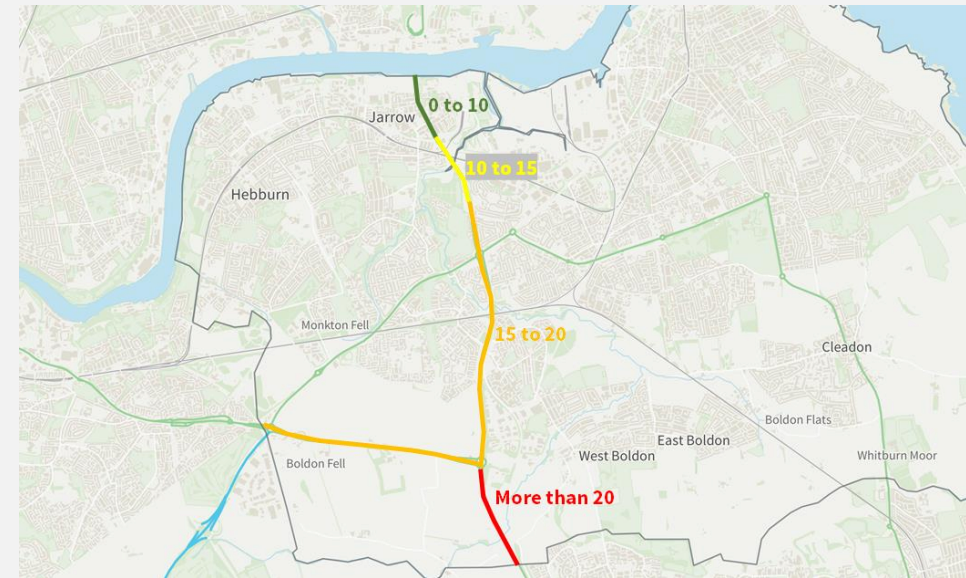 0 to 10
Jarrow
10 to 15
Hebburn
Monkton Fell
15 to 20
Cleadon
Boldon Flats
East Boldon
West Boldon
Whitburn Moor
Boldon Fell
More than 20